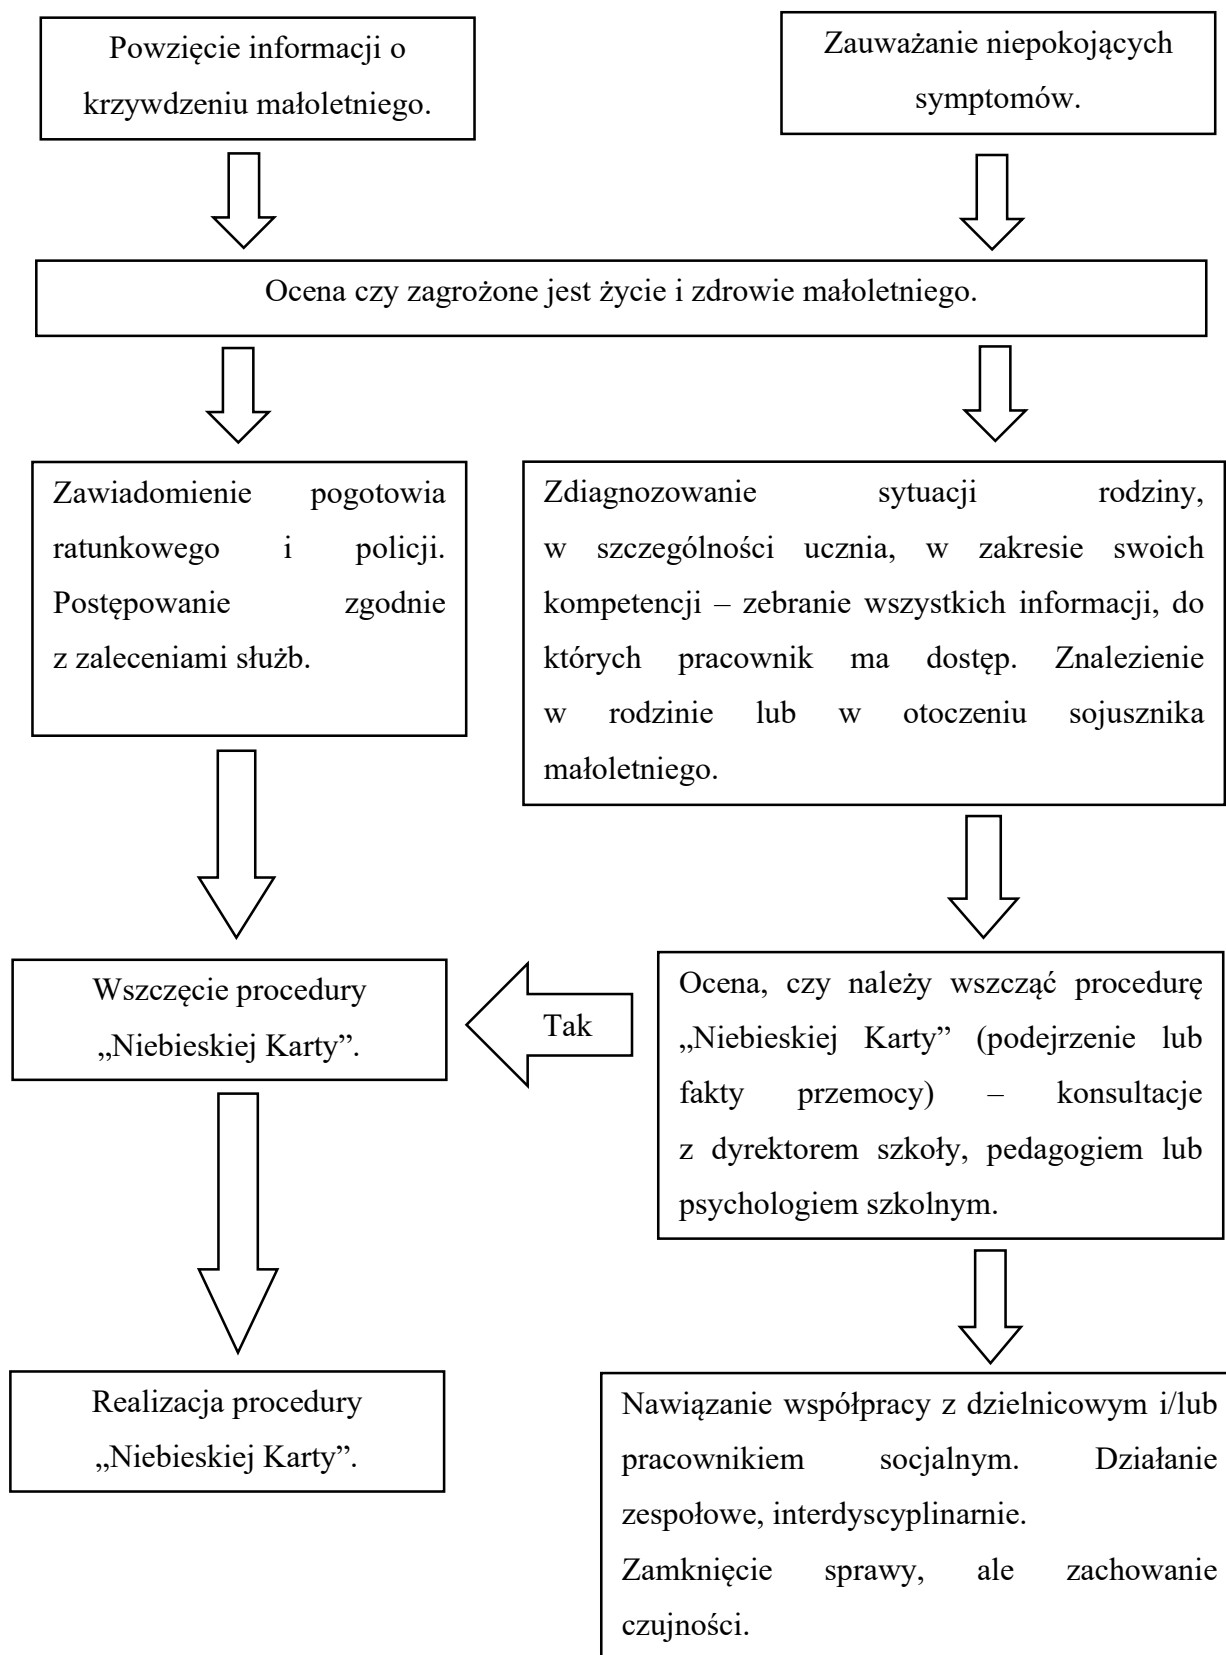 Powzięcie informacji o
krzywdzeniu małoletniego.
Zauważanie niepokojących
symptomów.
Ocena czy zagrożone jest życie i zdrowie małoletniego.
Zawiadomienie pogotowia
ratunkowego i policji.
Postępowanie zgodnie
z zaleceniami służb.
Zdiagnozowanie sytuacji rodziny,
w szczególności ucznia, w zakresie swoich
kompetencji – zebranie wszystkich informacji, do
których pracownik ma dostęp. Znalezienie
w rodzinie lub w otoczeniu sojusznika
małoletniego.
Wszczęcie procedury
„Niebieskiej Karty”.
Tak
Ocena, czy należy wszcząć procedurę
„Niebieskiej Karty” (podejrzenie lub
fakty przemocy) – konsultacje
z dyrektorem szkoły, pedagogiem lub
psychologiem szkolnym.
Realizacja procedury
„Niebieskiej Karty”.
Nawiązanie współpracy z dzielnicowym i/lub
pracownikiem socjalnym. Działanie
zespołowe, interdyscyplinarnie.
Zamknięcie sprawy, ale zachowanie
czujności.